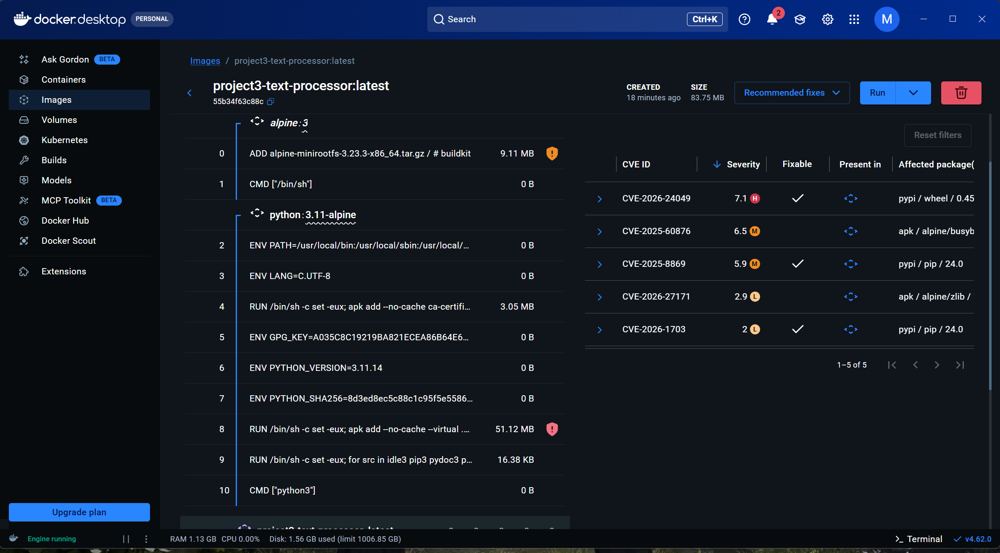 docker.desktop PERSONAL
Search Ctrl+K
2
M
Ask Gordon BETA
Containers
Images
Volumes
Kubernetes
Builds
Models
MCP Toolkit BETA
Docker Hub
Docker Scout
Extensions
Upgrade plan
Images / project3-text-processor:latest
project3-text-processor:latest
55b34f63c88c
CREATED
18 minutes ago
SIZE
83.75 MB
Recommended fixes
Run
alpine:3
0 ADD alpine-minirootfs-3.23.3-x86_64.tar.gz / # buildkit 9.11 MB
1 CMD ["/bin/sh"] 0 B
python:3.11-alpine
2 ENV PATH=/usr/local/bin:/usr/local/sbin:/usr/local/... 0 B
3 ENV LANG=C.UTF-8 0 B
4 RUN /bin/sh -c set -eux; apk add --no-cache ca-certifi... 3.05 MB
5 ENV GPG_KEY=A035C8C19219BA821ECEA86B64E6... 0 B
6 ENV PYTHON_VERSION=3.11.14 0 B
7 ENV PYTHON_SHA256=8d3ed8ec5c88c1c95f5e5586... 0 B
8 RUN /bin/sh -c set -eux; apk add --no-cache --virtual .... 51.12 MB
9 RUN /bin/sh -c set -eux; for src in idle3 pip3 pydoc3 p... 16.38 KB
10 CMD ["python3"] 0 B
Reset filters
CVE ID Severity Fixable Present in Affected package(
CVE-2026-24049 7.1 H pypi / wheel / 0.45
CVE-2025-60876 6.5 M apk / alpine/busyb
CVE-2025-8869 5.9 M pypi / pip / 24.0
CVE-2026-27171 2.9 L apk / alpine/zlib /
CVE-2026-1703 2 L pypi / pip / 24.0
1–5 of 5
Engine running
RAM 1.13 GB CPU 0.00% Disk: 1.56 GB used (limit 1006.85 GB)
Terminal
v4.62.0